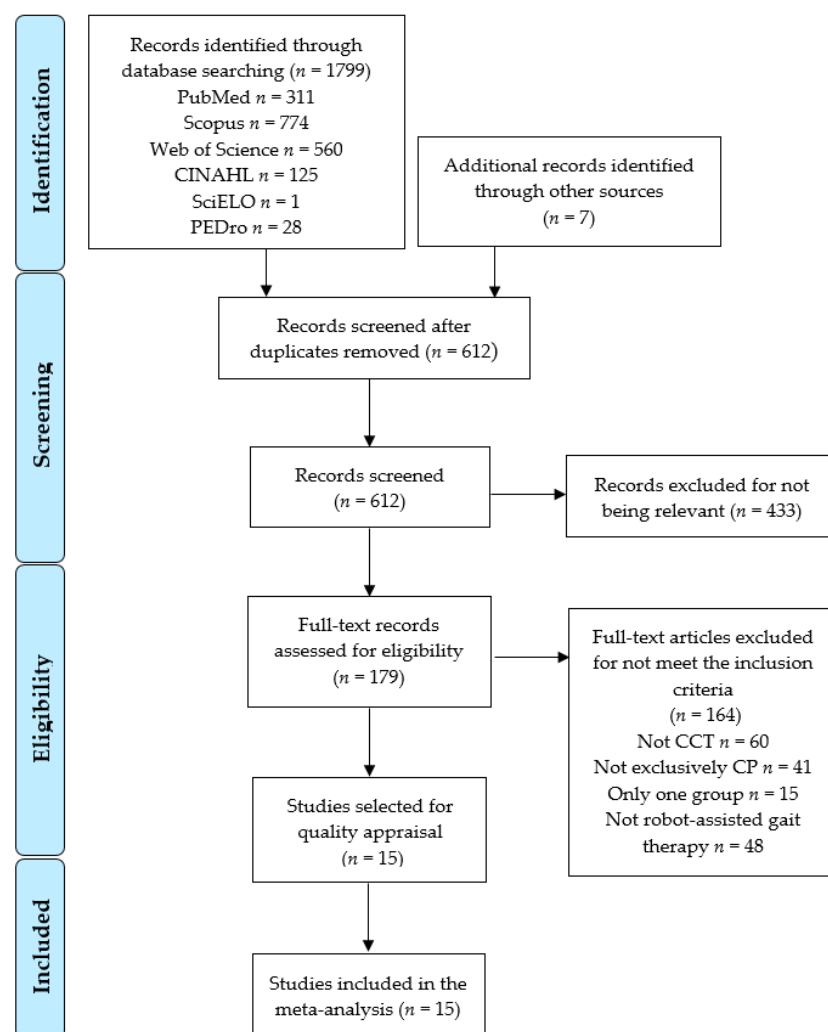 Identification
Records identified through
database searching (n = 1799)
PubMed n = 311
Scopus n = 774
Web of Science n = 560
CINAHL n = 125
SciELO n = 1
PEDro n = 28
Additional records identified
through other sources
(n = 7)
Screening
Records screened after
duplicates removed (n = 612)
Records screened
(n = 612)
Records excluded for not
being relevant (n = 433)
Eligibility
Full-text records
assessed for eligibility
(n = 179)
Full-text articles excluded
for not meet the inclusion
criteria
(n = 164)
Not CCT n = 60
Not exclusively CP n = 41
Only one group n = 15
Not robot-assisted gait
therapy n = 48
Studies selected for
quality appraisal
(n = 15)
Included
Studies included in the
meta-analysis (n = 15)